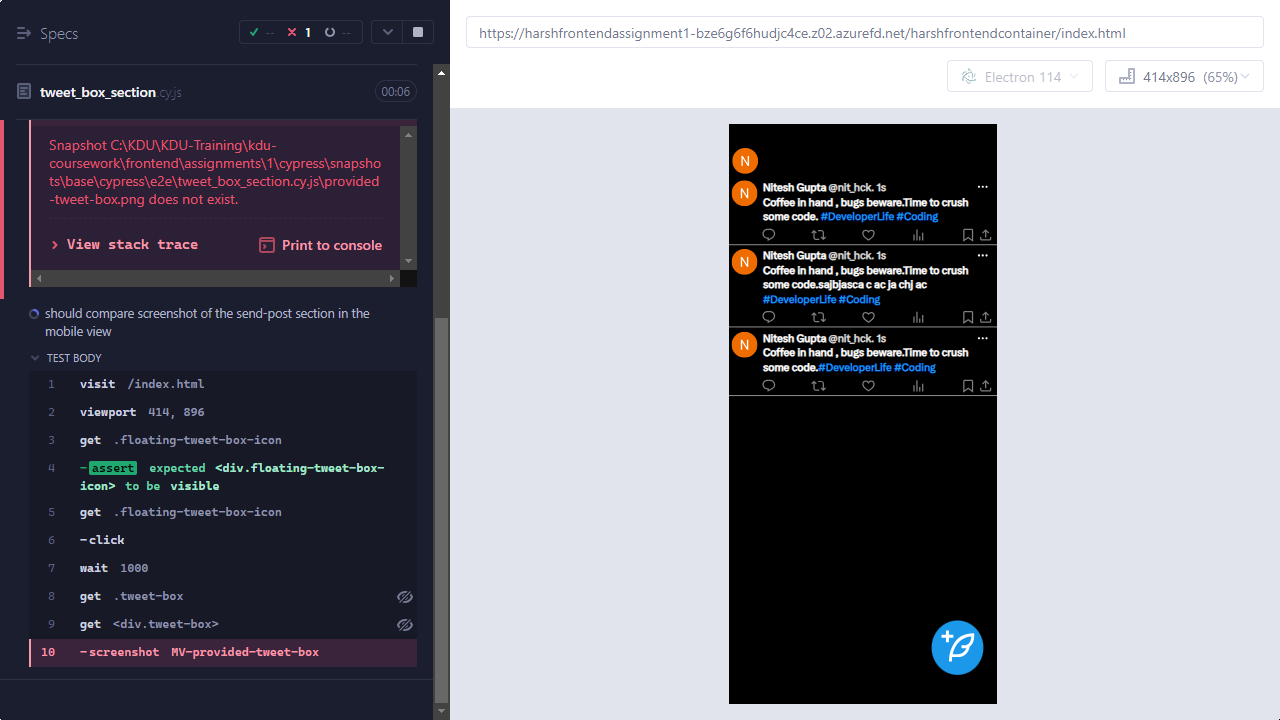 Specs
-- 1 --
tweet_box_section.cy.js
00:06
Snapshot C:\KDU\KDU-Training\kdu-
coursework\frontend\assignments\1\cypress\snapsho
ts\base\cypress\e2e\tweet_box_section.cy.js\provided
-tweet-box.png does not exist.
> View stack trace
Print to console
should compare screenshot of the send-post section in the
mobile view
TEST BODY
1 visit /index.html
2 viewport 414, 896
3 get .floating-tweet-box-icon
4 -assert expected <div.floating-tweet-box-
icon> to be visible
5 get .floating-tweet-box-icon
6 -click
7 wait 1000
8 get .tweet-box
9 get <div.tweet-box>
10 -screenshot MV-provided-tweet-box
https://harshfrontendassignment1-bze6g6f6hudjc4ce.z02.azurefd.net/harshfrontendcontainer/index.html
Electron 114
414x896 (65%)
N
N
Nitesh Gupta @nit_hck. 1s
Coffee in hand , bugs beware.Time to crush
some code. #DeveloperLife #Coding
N
Nitesh Gupta @nit_hck. 1s
Coffee in hand , bugs beware.Time to crush
some code.sajbjasca c ac ja chj ac
#DeveloperLife #Coding
N
Nitesh Gupta @nit_hck. 1s
Coffee in hand , bugs beware.Time to crush
some code.#DeveloperLife #Coding